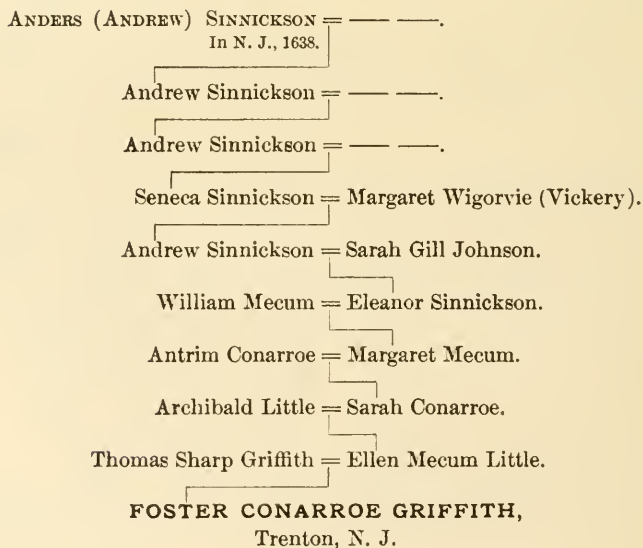 ANDERS (ANDREW) SINNICKSON = — —.
In N. J., 1638.
Andrew Sinnickson = — —.
Andrew Sinnickson = — —.
Seneca Sinnickson = Margaret Wigorvie (Vickery).
Andrew Sinnickson = Sarah Gill Johnson.
William Mecum = Eleanor Sinnickson.
Antrim Conarroe = Margaret Mecum.
Archibald Little = Sarah Conarroe.
Thomas Sharp Griffith = Ellen Mecum Little.
FOSTER CONARROE GRIFFITH,
Trenton, N. J.